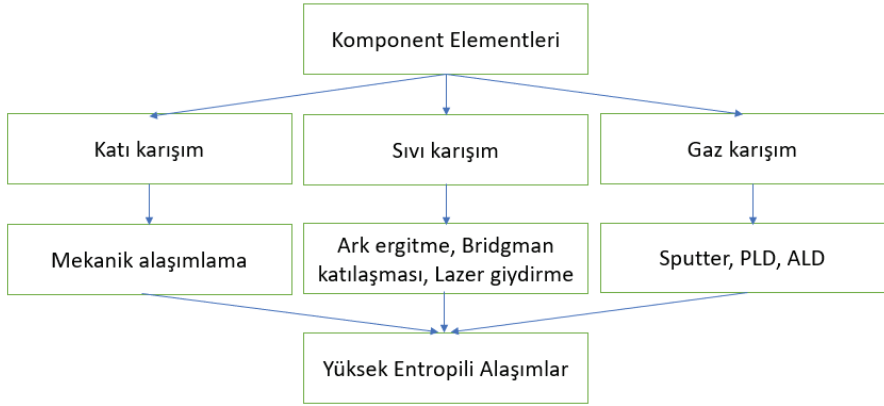 Komponent Elementleri
Katı karışım
Sıvı karışım
Gaz karışım
Mekanik alaşımlama
Ark ergitme, Bridgman
katılaşması, Lazer giydirme
Sputter, PLD, ALD
Yüksek Entropili Alaşımlar